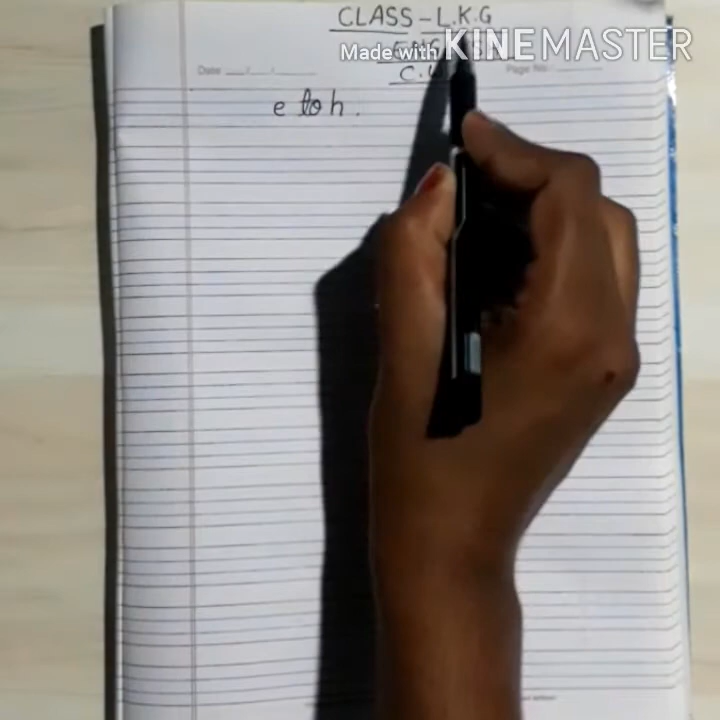 CLASS-L.K.G
Made with KINEMASTER
Date Page No.
C.W
e to h.